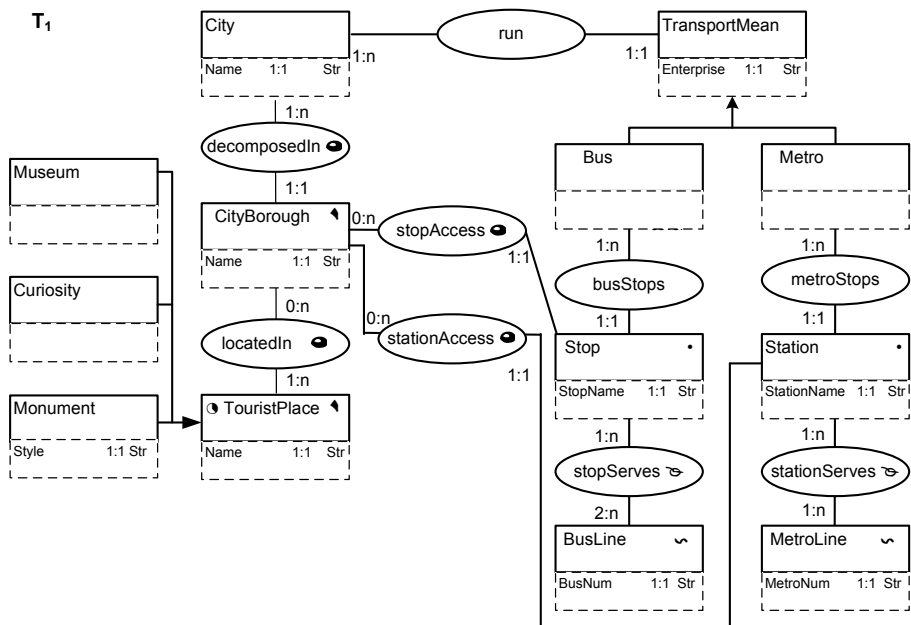 T1
City
run
TransportMean
1:n
1:1
Name 1:1 Str
Enterprise 1:1 Str
1:n
decomposedIn
1:1
Bus
Metro
Museum
CityBorough
0:n
stopAccess
1:1
Name 1:1 Str
1:n
busStops
1:1
1:n
metroStops
1:1
Curiosity
0:n
locatedIn
1:n
0:n
stationAccess
1:1
Stop
Station
StopName 1:1 Str
StationName 1:1 Str
Monument
TouristPlace
Style 1:1 Str
Name 1:1 Str
1:n
stopServes
2:n
1:n
stationServes
1:n
BusLine
MetroLine
BusNum 1:1 Str
MetroNum 1:1 Str